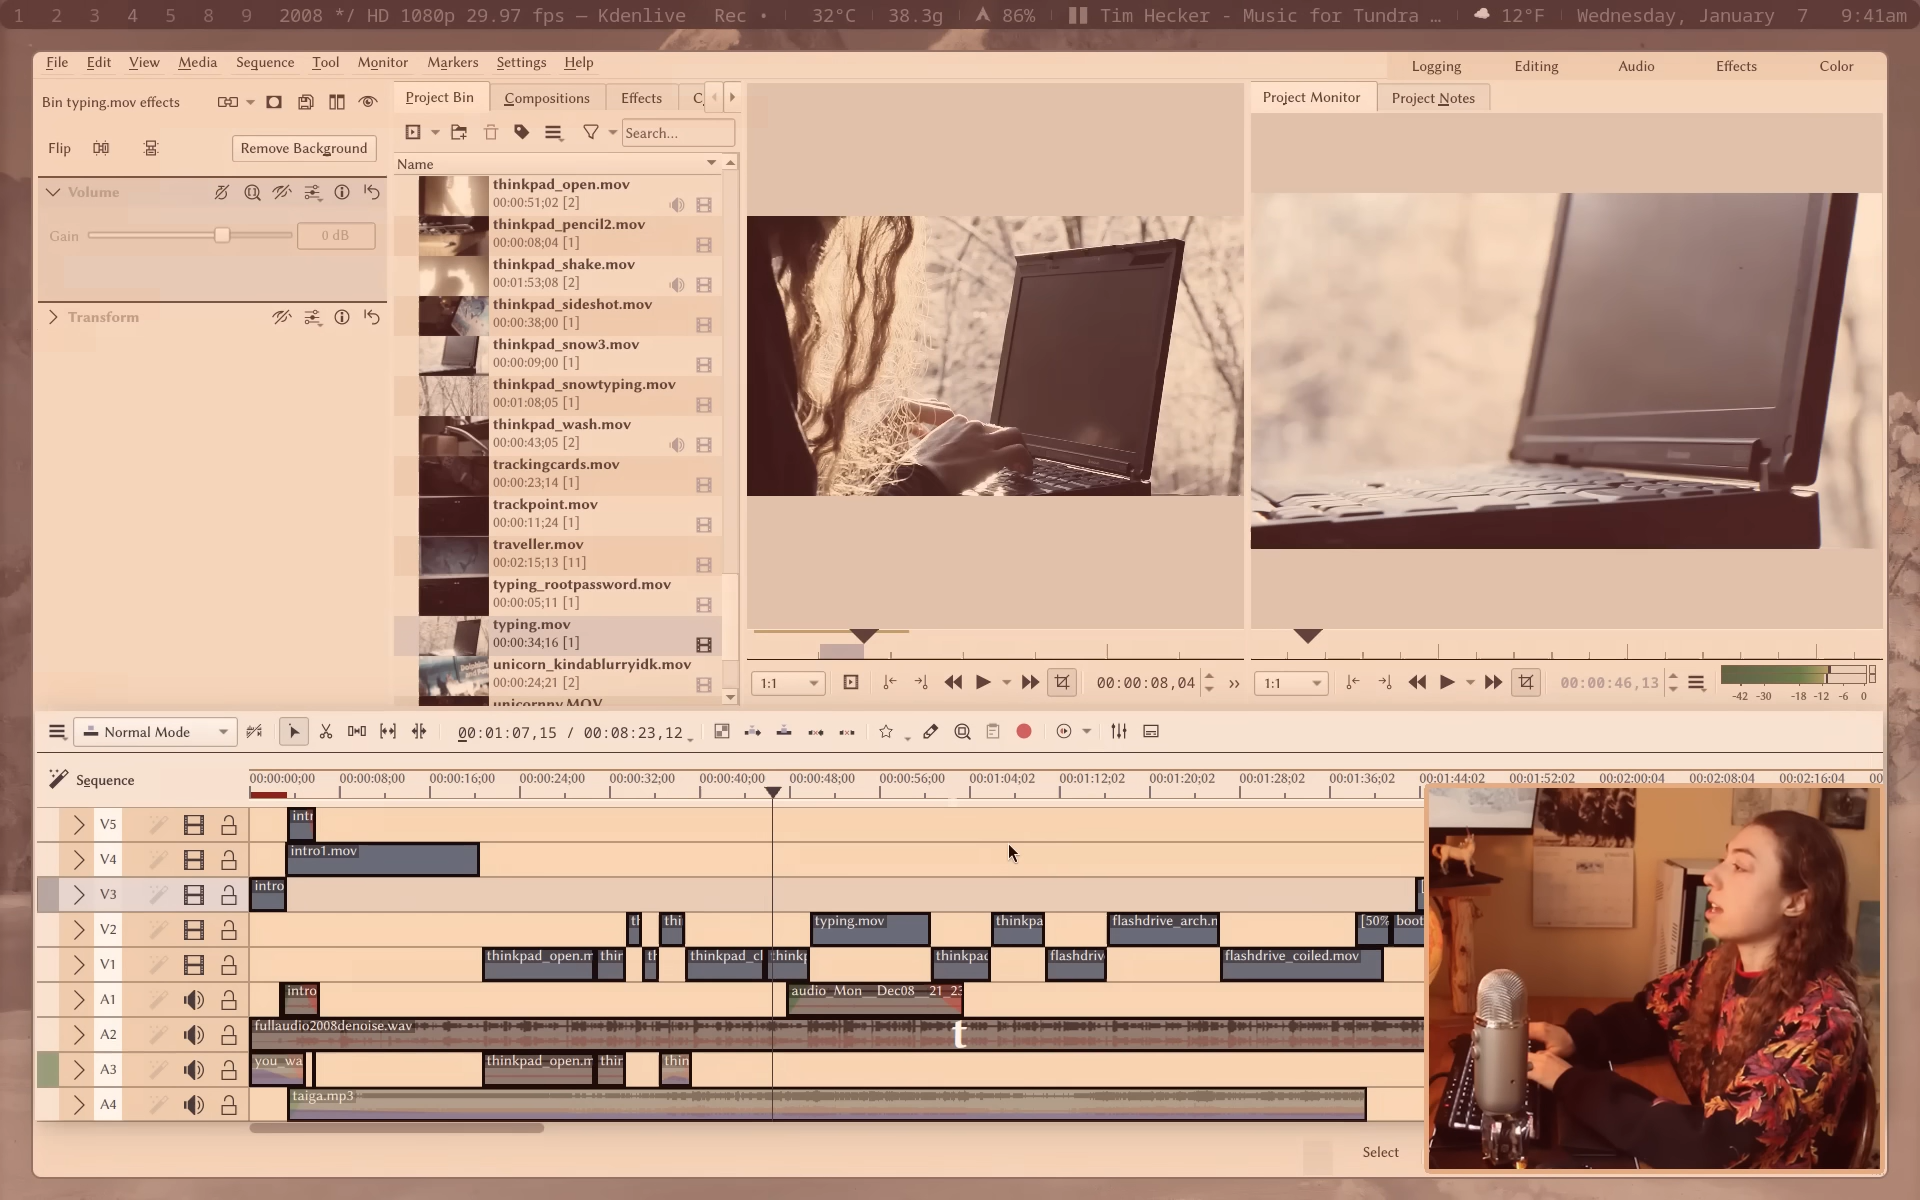 1 2 3 4 5 8 9 2008 */ HD 1080p 29.97 fps — Kdenlive Rec • 32°C 38.3g 86% Tim Hecker - Music for Tundra … 12°F Wednesday, January 7 9:41am
File Edit View Media Sequence Tool Monitor Markers Settings Help
Logging Editing Audio Effects Color
Bin typing.mov effects
Flip Remove Background
Volume
Gain 0 dB
Transform
Project Bin Compositions Effects
Search...
Name
thinkpad_open.mov
00:00:51;02 [2]
thinkpad_pencil2.mov
00:00:08;04 [1]
thinkpad_shake.mov
00:01:53;08 [2]
thinkpad_sideshot.mov
00:00:38;00 [1]
thinkpad_snow3.mov
00:00:09;00 [1]
thinkpad_snowtyping.mov
00:01:08;05 [1]
thinkpad_wash.mov
00:00:43;05 [2]
trackingcards.mov
00:00:23;14 [1]
trackpoint.mov
00:00:11;24 [1]
traveller.mov
00:02:15;13 [11]
typing_rootpassword.mov
00:00:05;11 [1]
typing.mov
00:00:34;16 [1]
unicorn_kindablurryidk.mov
00:00:24;21 [2]
unicornny.MOV
1:1 00:00:08,04
Project Monitor Project Notes
1:1 00:00:46,13
-42 -30 -18 -12 -6 0
Normal Mode 00:01:07,15 / 00:08:23,12
Sequence
00:00:00;00 00:00:08;00 00:00:16;00 00:00:24;00 00:00:32;00 00:00:40;00 00:00:48;00 00:00:56;00 00:01:04;02 00:01:12;02 00:01:20;02 00:01:28;02 00:01:36;02 00:01:44;02 00:01:52;02 00:02:00;04 00:02:08;04 00:02:16;04 00
V5 intr
V4 intro1.mov
V3 intro
V2 th thi typing.mov thinkpa flashdrive_arch.m [50% boot
V1 thinkpad_open.m thin th thinkpad_cl thinkp thinkpad flashdriv flashdrive_coiled.mov
A1 intro audio_Mon__Dec08__21_23
A2 fullaudio2008denoise.wav
t
A3 you_wa thinkpad_open.m thin thin
A4 taiga.mp3
Select